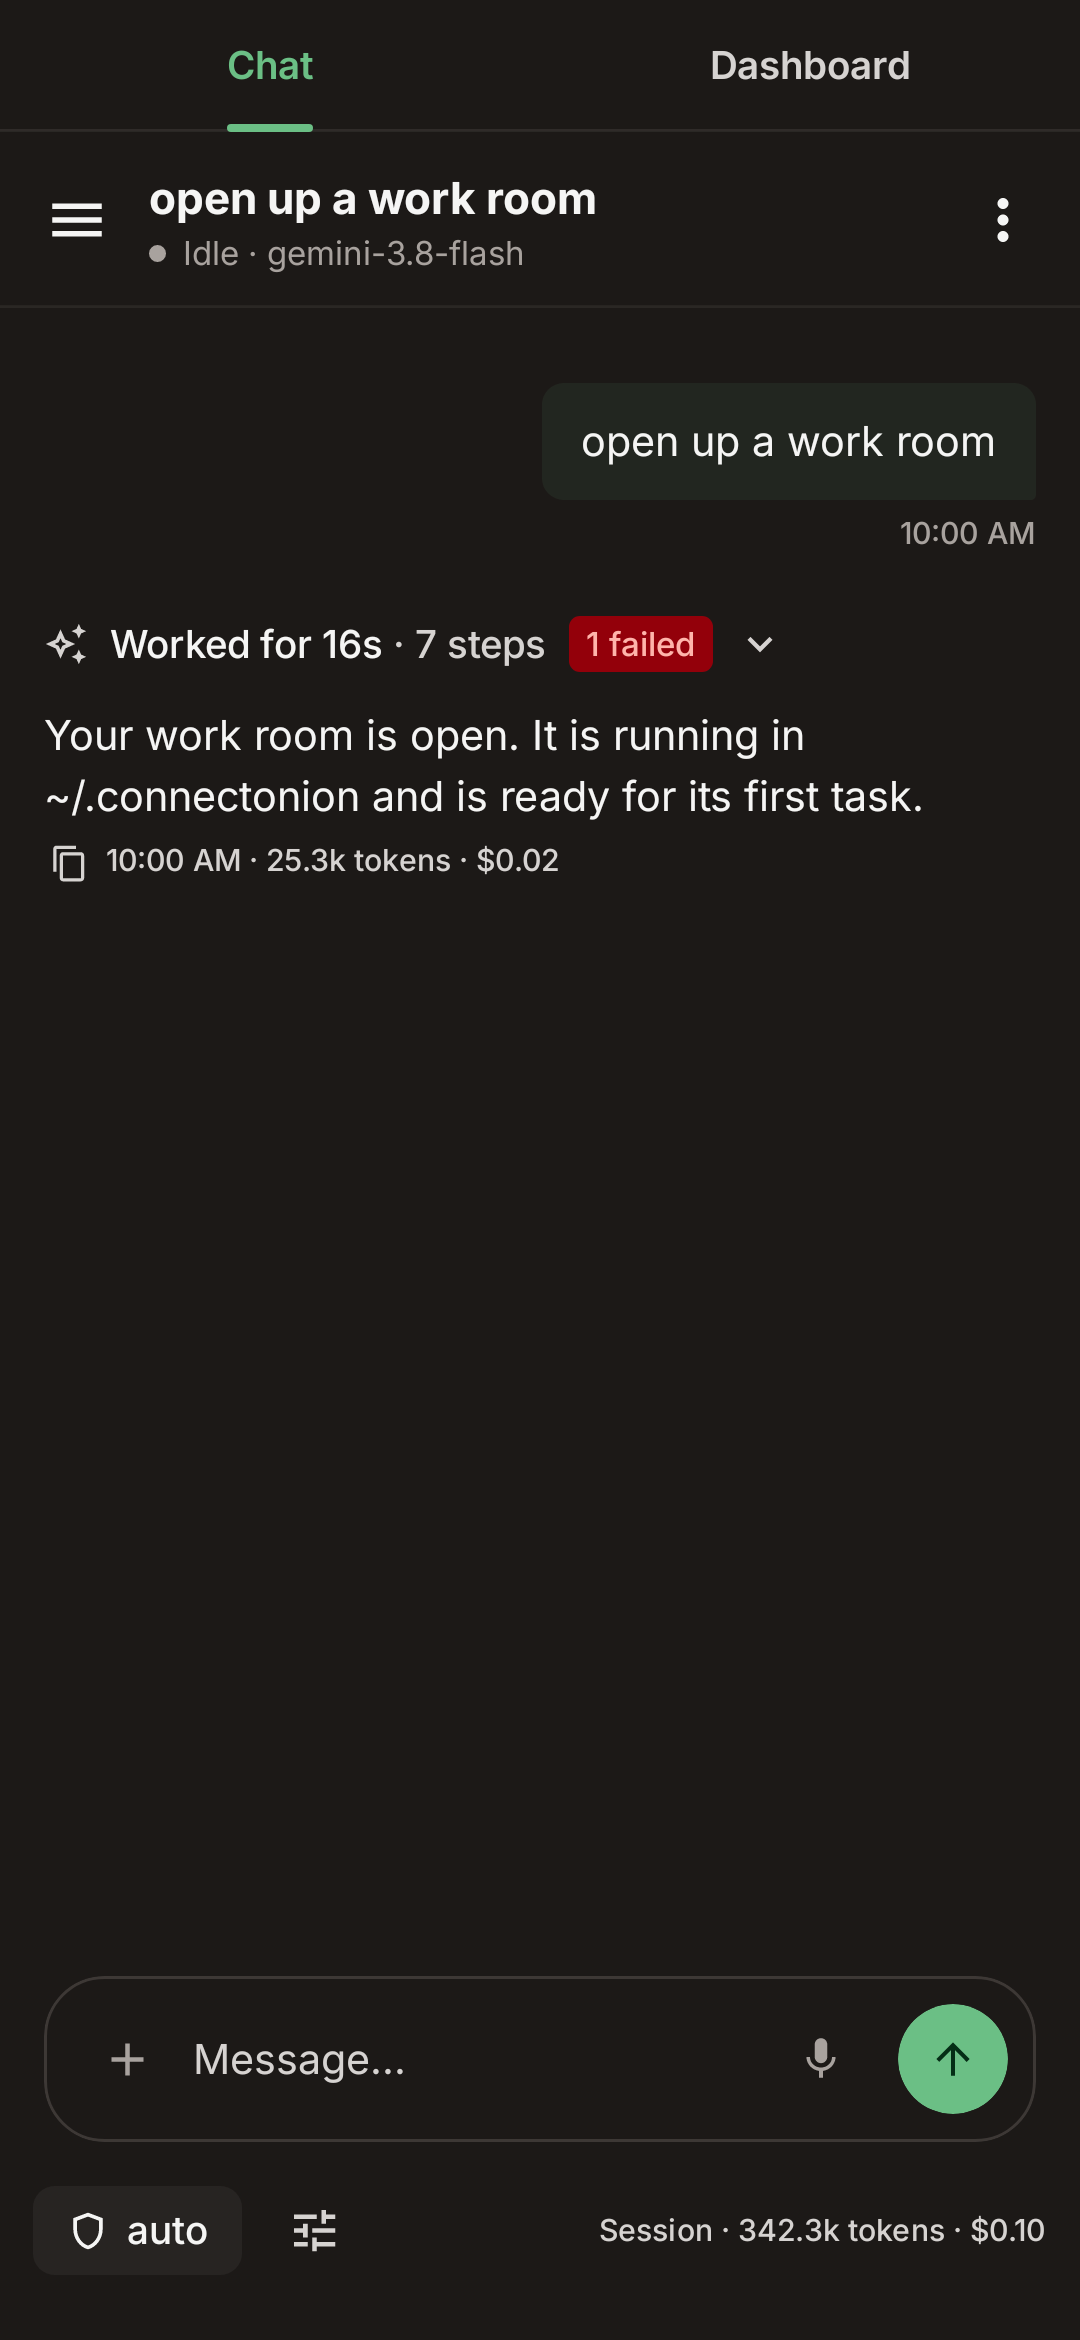 Chat
Dashboard
open up a work room
Idle · gemini-3.8-flash
open up a work room
10:00 AM
Worked for 16s · 7 steps 1 failed
Your work room is open. It is running in
~/.connectonion and is ready for its first task.
10:00 AM · 25.3k tokens · $0.02
Message...
auto
Session · 342.3k tokens · $0.10